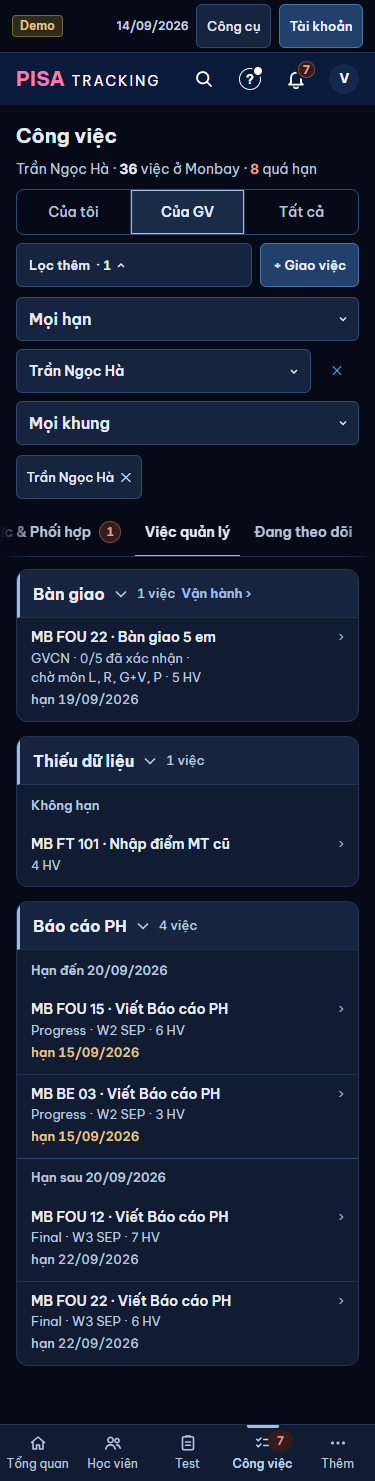 Demo 14/09/2026 Công cụ Tài khoản
PISA TRACKING ? 7 V
Công việc
Trần Ngọc Hà · 36 việc ở Monbay · 8 quá hạn
Của tôi Của GV Tất cả
Lọc thêm · 1 + Giao việc
Mọi hạn
Trần Ngọc Hà
Mọi khung
Trần Ngọc Hà
& Phối hợp 1 Việc quản lý Đang theo dõi
Bàn giao 1 việc Vận hành ›
MB FOU 22 · Bàn giao 5 em ›
GVCN · 0/5 đã xác nhận ·
chờ môn L, R, G+V, P · 5 HV
hạn 19/09/2026
Thiếu dữ liệu 1 việc
Không hạn
MB FT 101 · Nhập điểm MT cũ ›
4 HV
Báo cáo PH 4 việc
Hạn đến 20/09/2026
MB FOU 15 · Viết Báo cáo PH ›
Progress · W2 SEP · 6 HV
hạn 15/09/2026
MB BE 03 · Viết Báo cáo PH ›
Progress · W2 SEP · 3 HV
hạn 15/09/2026
Hạn sau 20/09/2026
MB FOU 12 · Viết Báo cáo PH ›
Final · W3 SEP · 7 HV
hạn 22/09/2026
MB FOU 22 · Viết Báo cáo PH ›
Final · W3 SEP · 6 HV
hạn 22/09/2026
7
Tổng quan Học viên Test Công việc Thêm